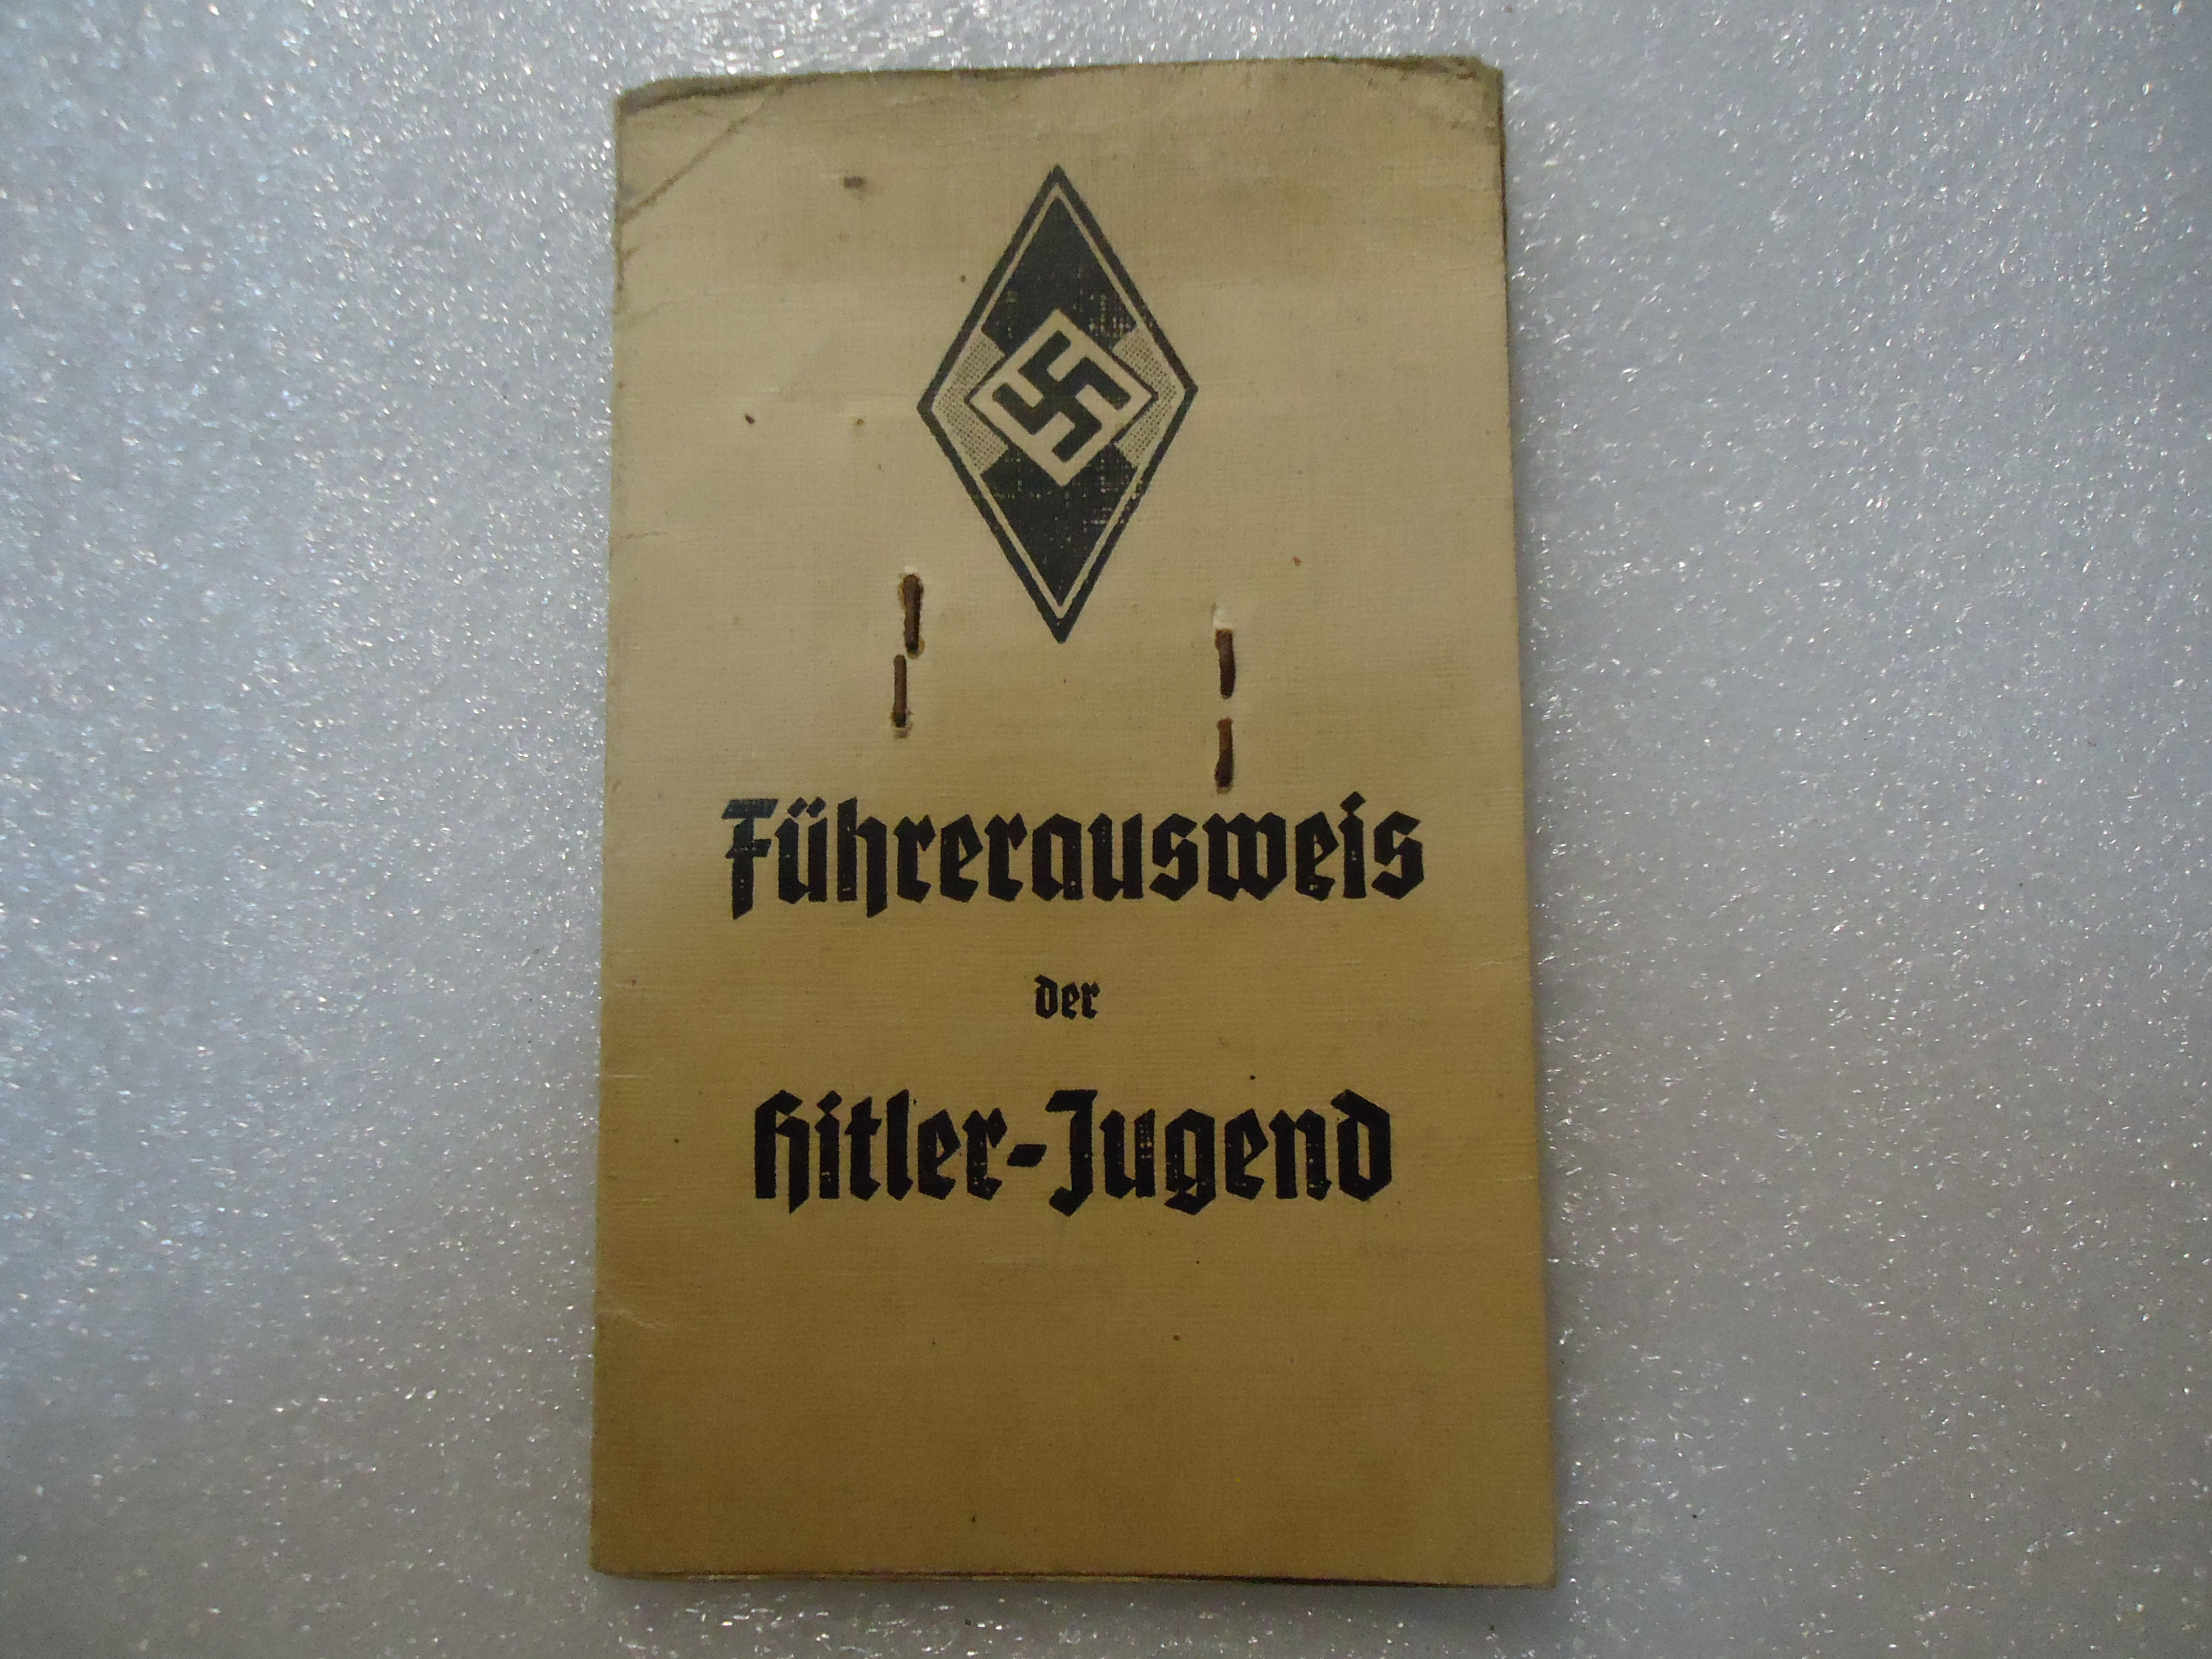 Führerausweis
der
Hitler-Jugend